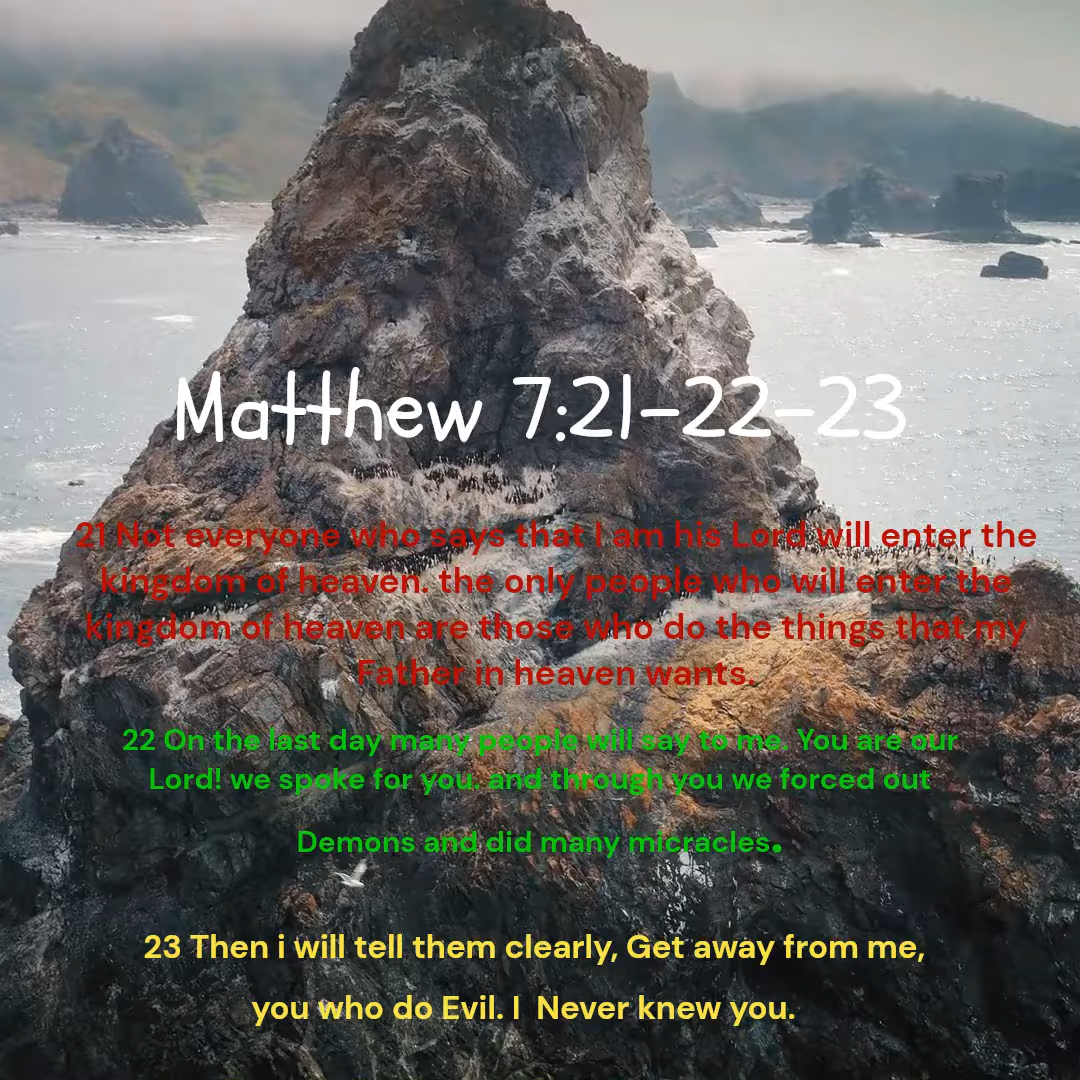 Matthew 7:21-22-23
21 Not everyone who says that I am his Lord will enter the
kingdom of heaven. the only people who will enter the
kingdom of heaven are those who do the things that my
Father in heaven wants.
22 On the last day many people will say to me. You are our
Lord! we spoke for you. and through you we forced out
Demons and did many micracles.
23 Then i will tell them clearly, Get away from me,
you who do Evil. I Never knew you.